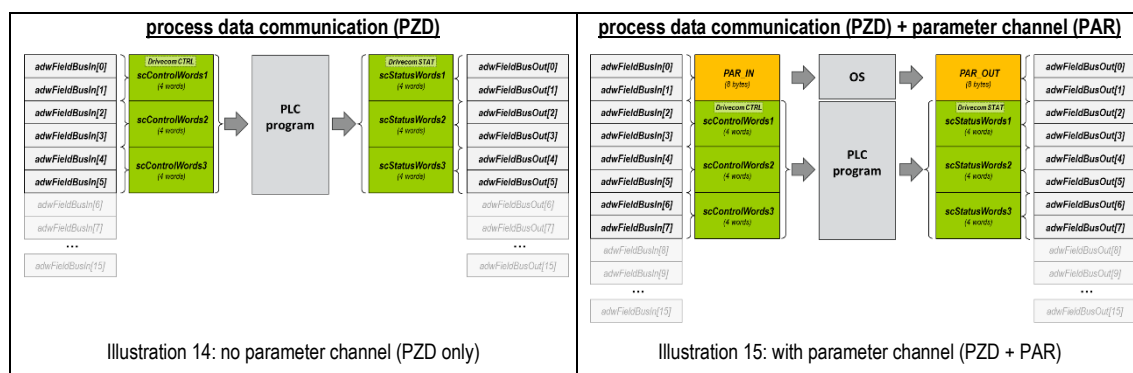 process data communication (PZD)
adwFieldBusIn[0]
adwFieldBusIn[1]
adwFieldBusIn[2]
adwFieldBusIn[3]
adwFieldBusIn[4]
adwFieldBusIn[5]
adwFieldBusIn[6]
adwFieldBusIn[7]
...
adwFieldBusIn[15]
Drivecom CTRL
scControlWords1
(4 words)
scControlWords2
(4 words)
scControlWords3
(4 words)
PLC
program
Drivecom STAT
scStatusWords1
(4 words)
scStatusWords2
(4 words)
scStatusWords3
(4 words)
adwFieldBusOut[0]
adwFieldBusOut[1]
adwFieldBusOut[2]
adwFieldBusOut[3]
adwFieldBusOut[4]
adwFieldBusOut[5]
adwFieldBusOut[6]
adwFieldBusOut[7]
...
adwFieldBusOut[15]
Illustration 14: no parameter channel (PZD only)
process data communication (PZD) + parameter channel (PAR)
adwFieldBusIn[0]
adwFieldBusIn[1]
adwFieldBusIn[2]
adwFieldBusIn[3]
adwFieldBusIn[4]
adwFieldBusIn[5]
adwFieldBusIn[6]
adwFieldBusIn[7]
adwFieldBusIn[8]
adwFieldBusIn[9]
...
adwFieldBusIn[15]
PAR_IN
(8 bytes)
Drivecom CTRL
scControlWords1
(4 words)
scControlWords2
(4 words)
scControlWords3
(4 words)
OS
PLC
program
PAR_OUT
(8 bytes)
Drivecom STAT
scStatusWords1
(4 words)
scStatusWords2
(4 words)
scStatusWords3
(4 words)
adwFieldBusOut[0]
adwFieldBusOut[1]
adwFieldBusOut[2]
adwFieldBusOut[3]
adwFieldBusOut[4]
adwFieldBusOut[5]
adwFieldBusOut[6]
adwFieldBusOut[7]
adwFieldBusOut[8]
adwFieldBusOut[9]
...
adwFieldBusOut[15]
Illustration 15: with parameter channel (PZD + PAR)